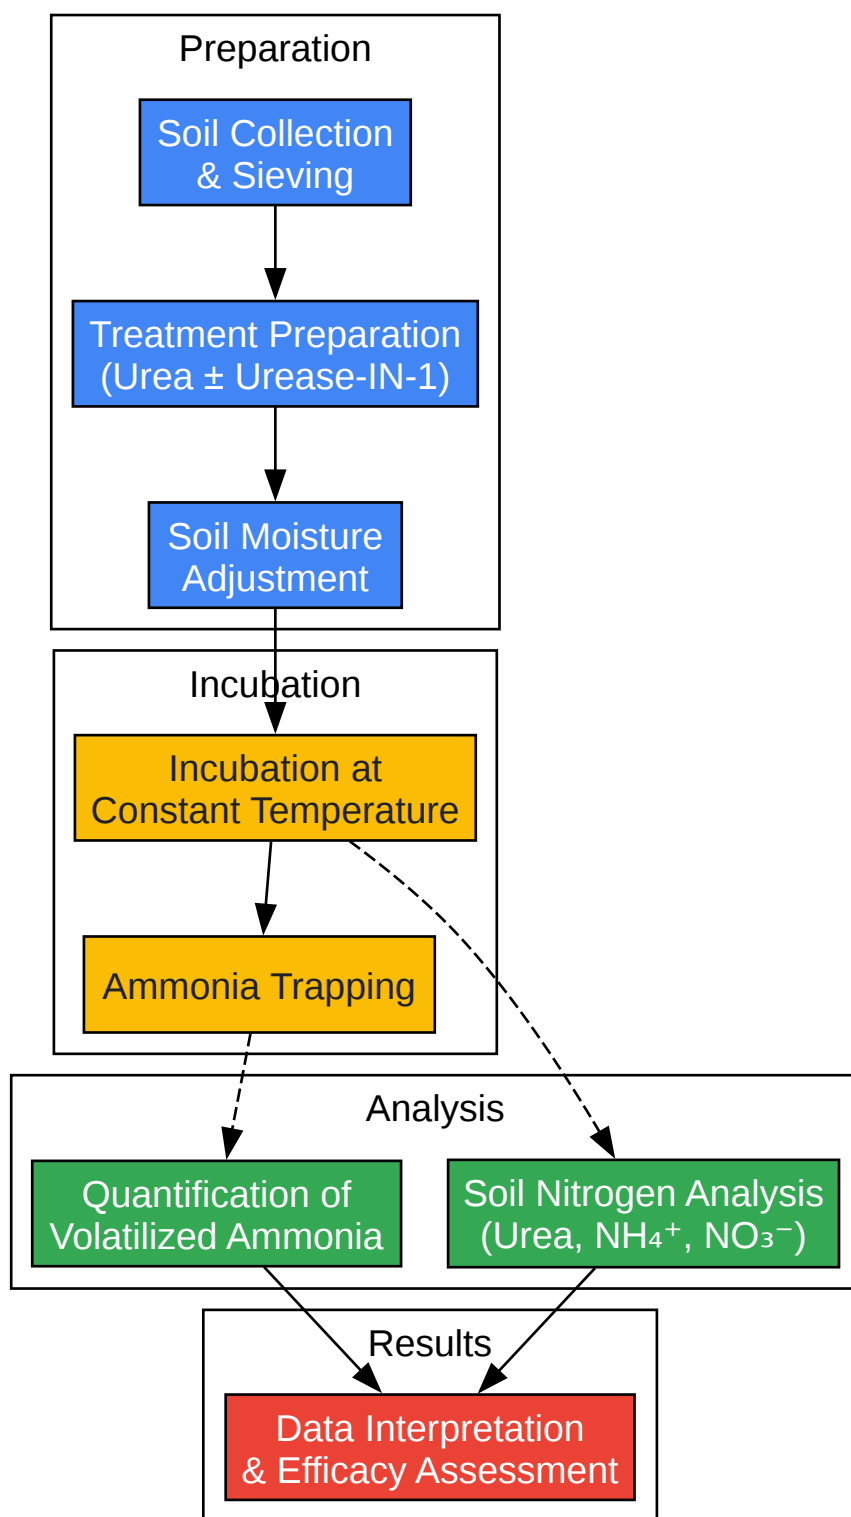 Preparation
Soil Collection
& Sieving
Treatment Preparation
(Urea ± Urease-IN-1)
Soil Moisture
Adjustment
Incubation
Incubation at
Constant Temperature
Ammonia Trapping
Analysis
Quantification of
Volatilized Ammonia
Soil Nitrogen Analysis
(Urea, NH₄⁺, NO₃⁻)
Results
Data Interpretation
& Efficacy Assessment